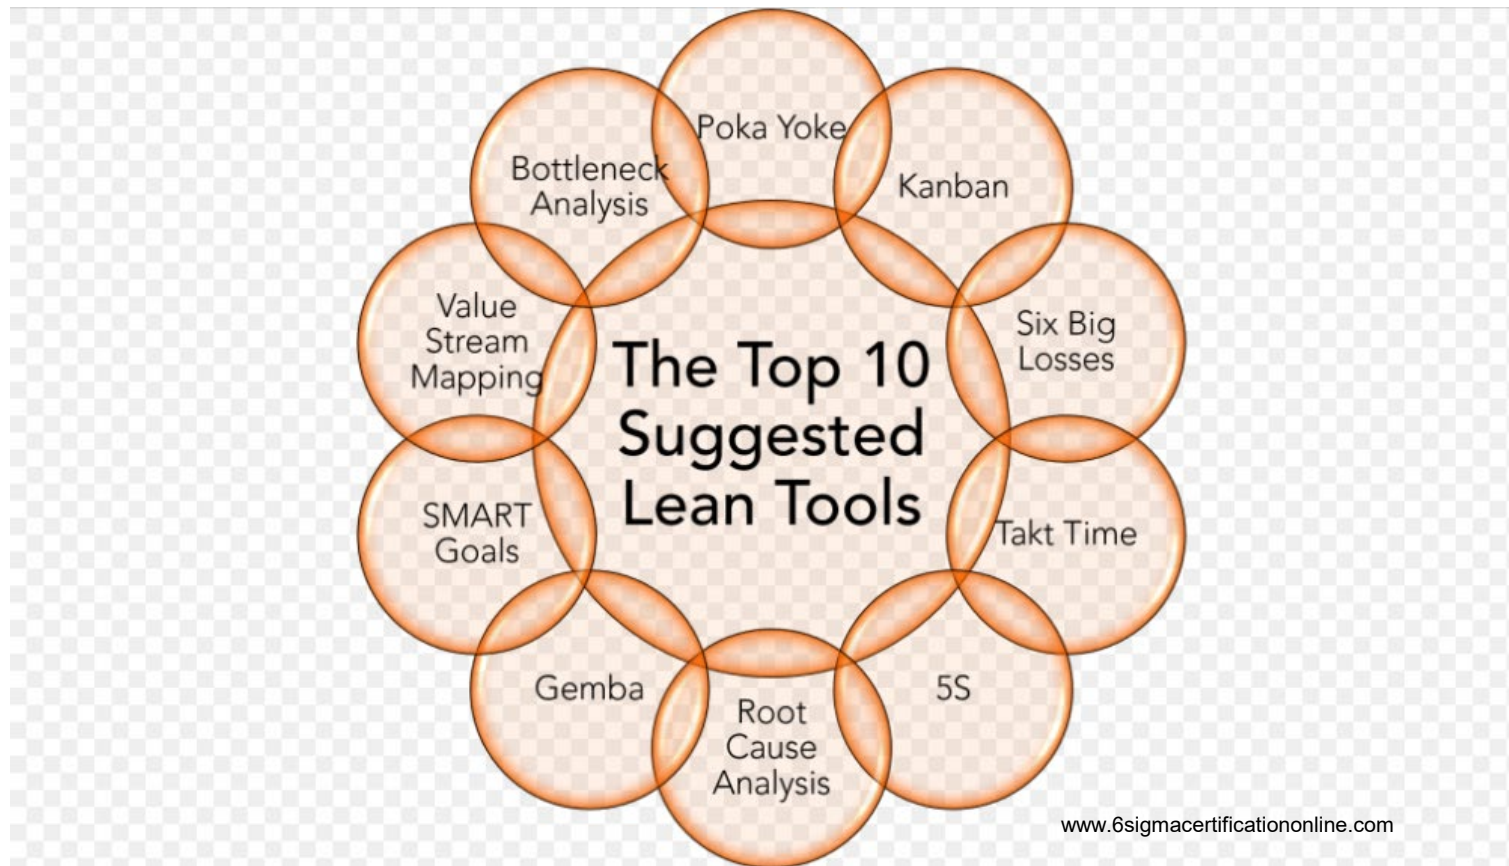 The Top 10
Suggested
Lean Tools
Poka Yoke
Kanban
Six Big
Losses
Takt Time
5S
Root
Cause
Analysis
Gemba
SMART
Goals
Value
Stream
Mapping
Bottleneck
Analysis
www.6sigmacertificationonline.com